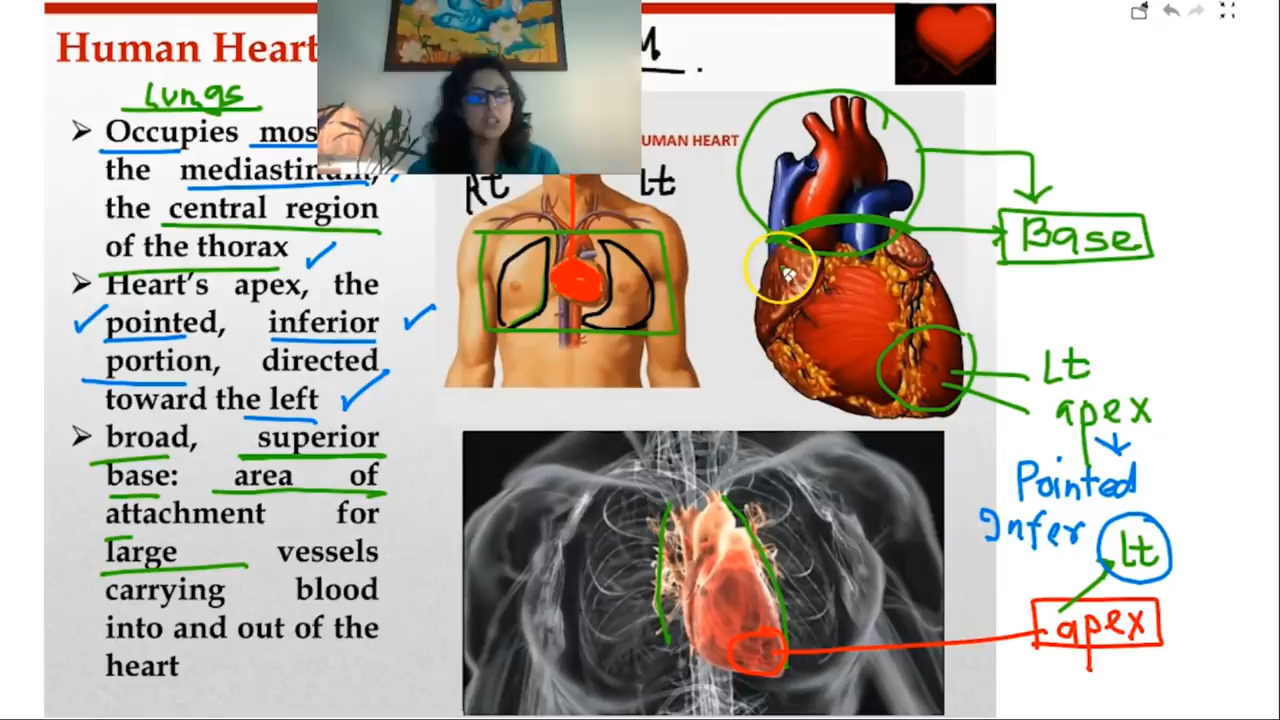 Human Heart
Lungs
➢ Occupies mos
the mediastinum,
the central region
of the thorax
➢ Heart's apex, the
pointed, inferior
portion, directed
toward the left
➢ broad, superior
base: area of
attachment for
large vessels
carrying blood
into and out of the
heart
UMAN HEART
Rt
Lt
Base
Lt
apex
Pointed
Infer
Lt
apex